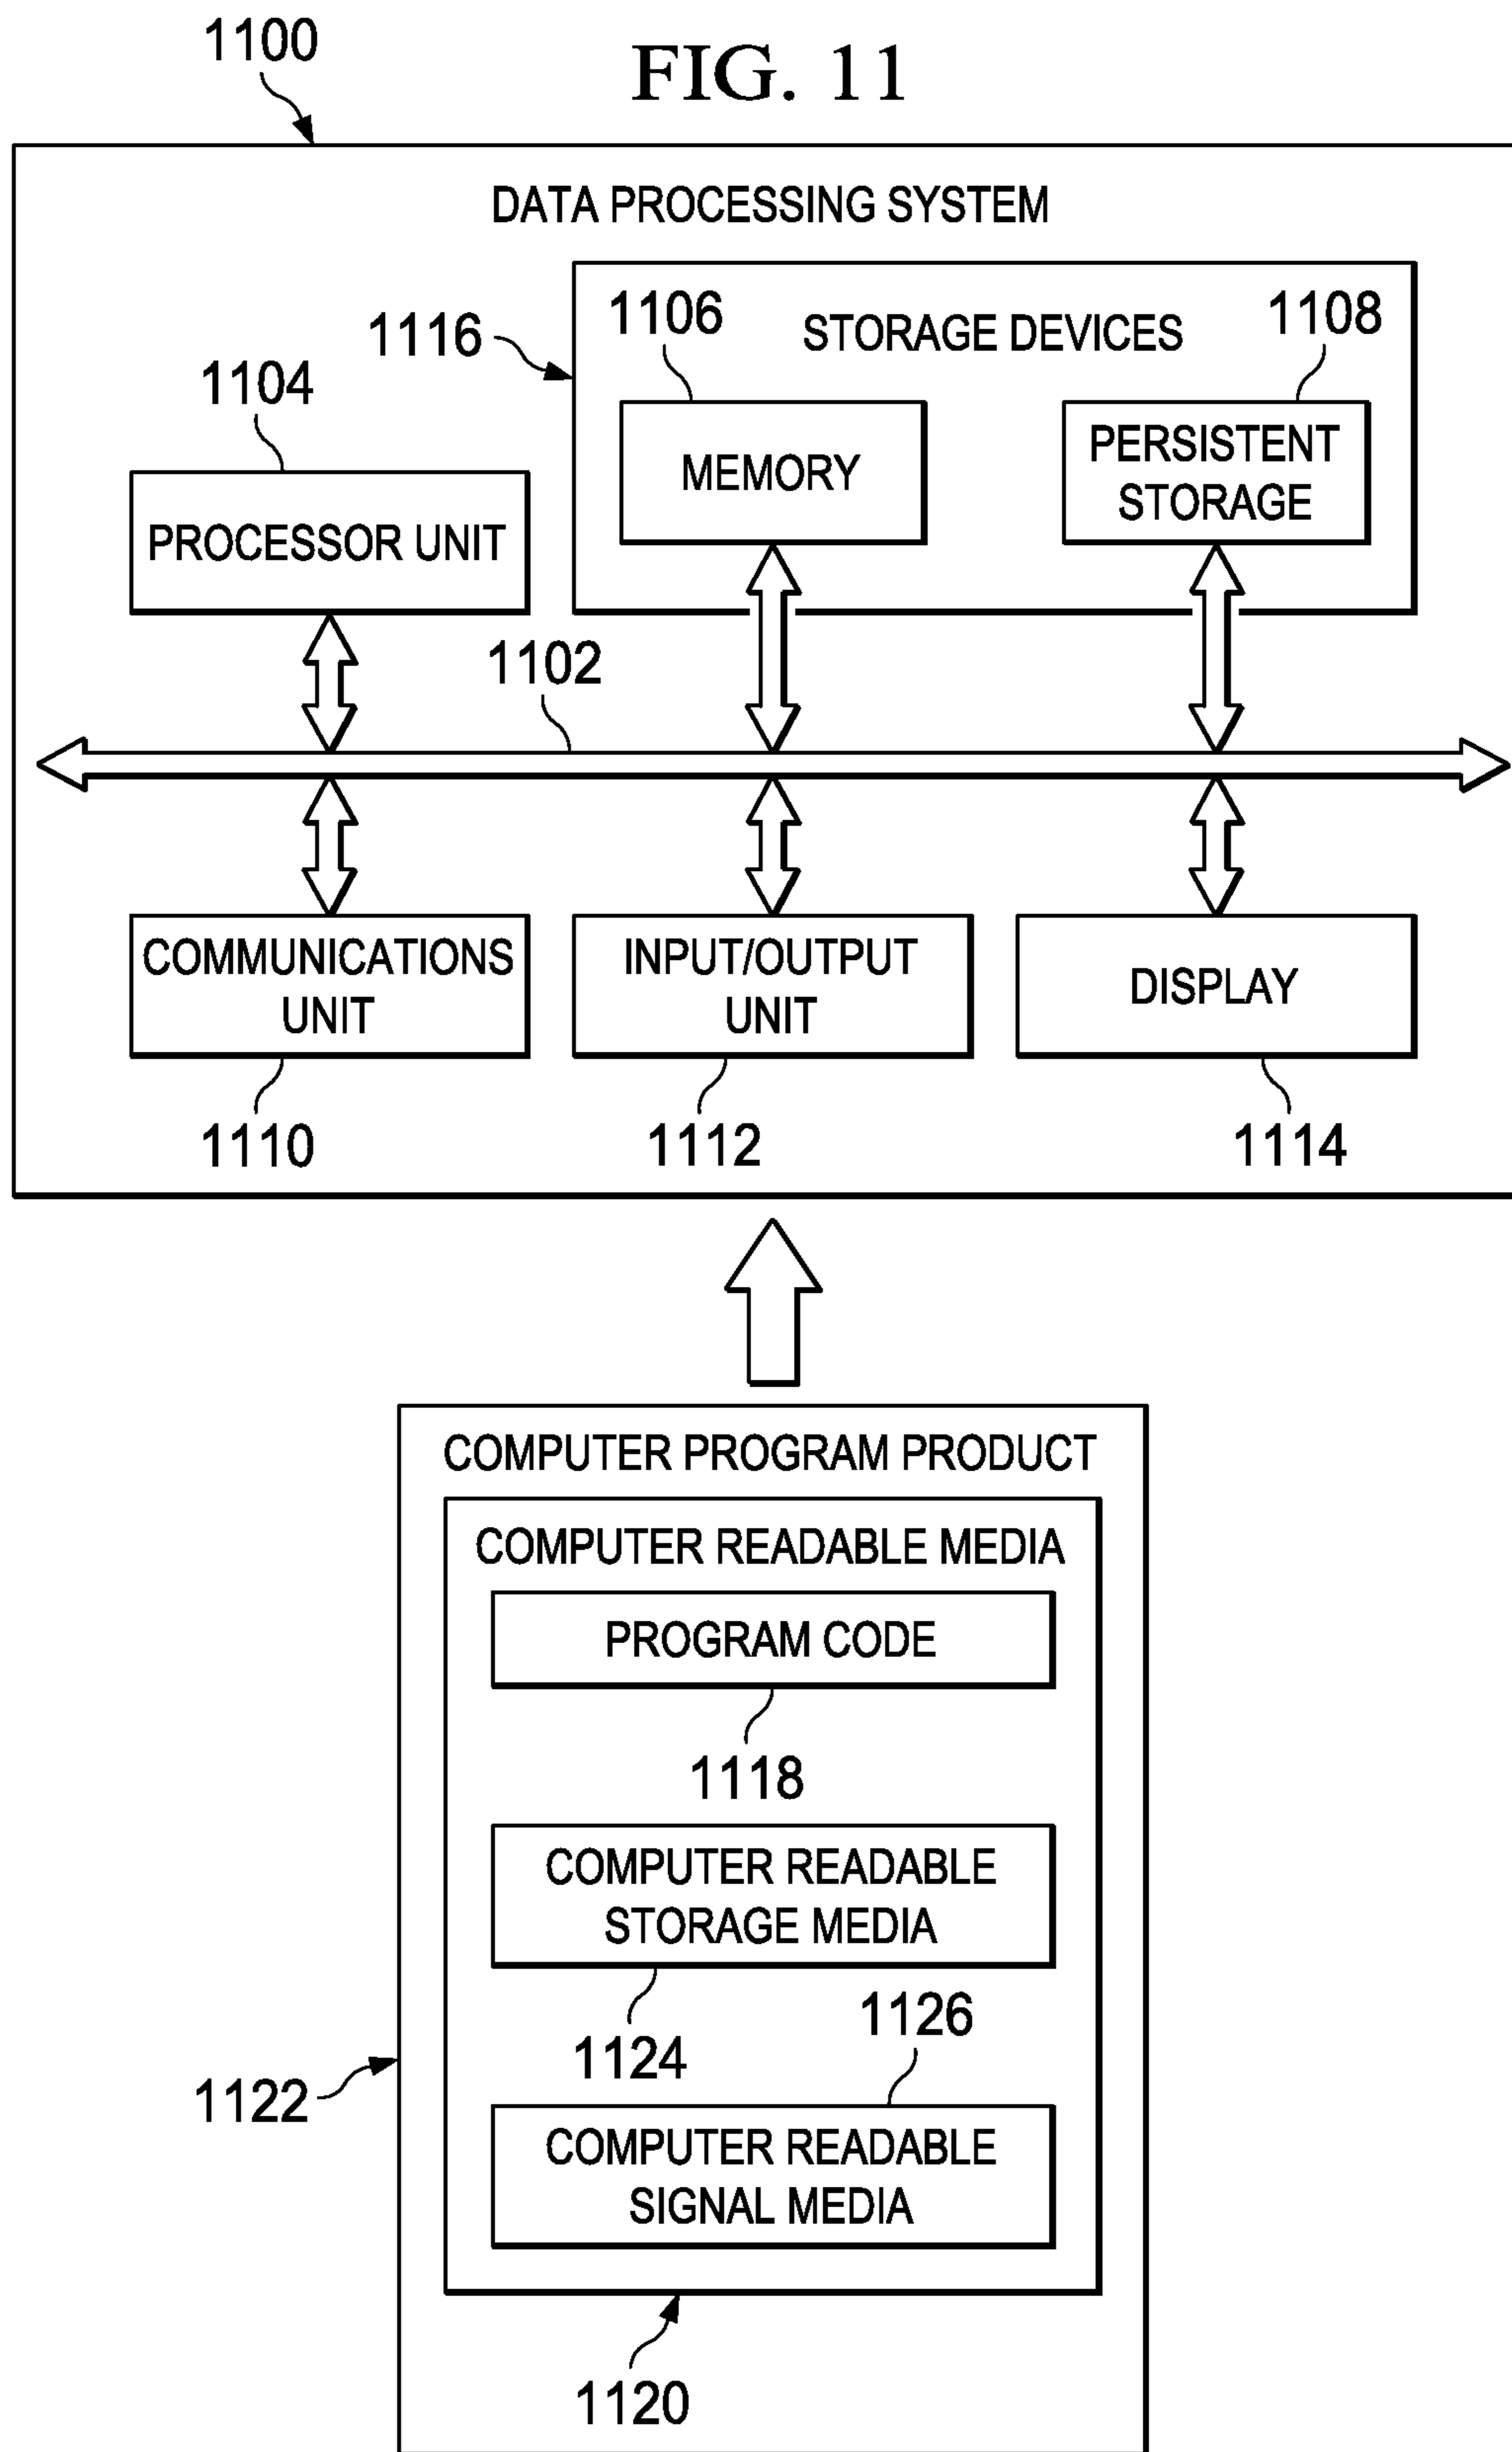 1100
FIG. 11
DATA PROCESSING SYSTEM
1116
1106
STORAGE DEVICES
1108
1104
MEMORY
PERSISTENT
STORAGE
PROCESSOR UNIT
1102
COMMUNICATIONS
UNIT
INPUT/OUTPUT
UNIT
DISPLAY
1110
1112
1114
COMPUTER PROGRAM PRODUCT
COMPUTER READABLE MEDIA
PROGRAM CODE
1118
COMPUTER READABLE
STORAGE MEDIA
1124
1126
1122
COMPUTER READABLE
SIGNAL MEDIA
1120